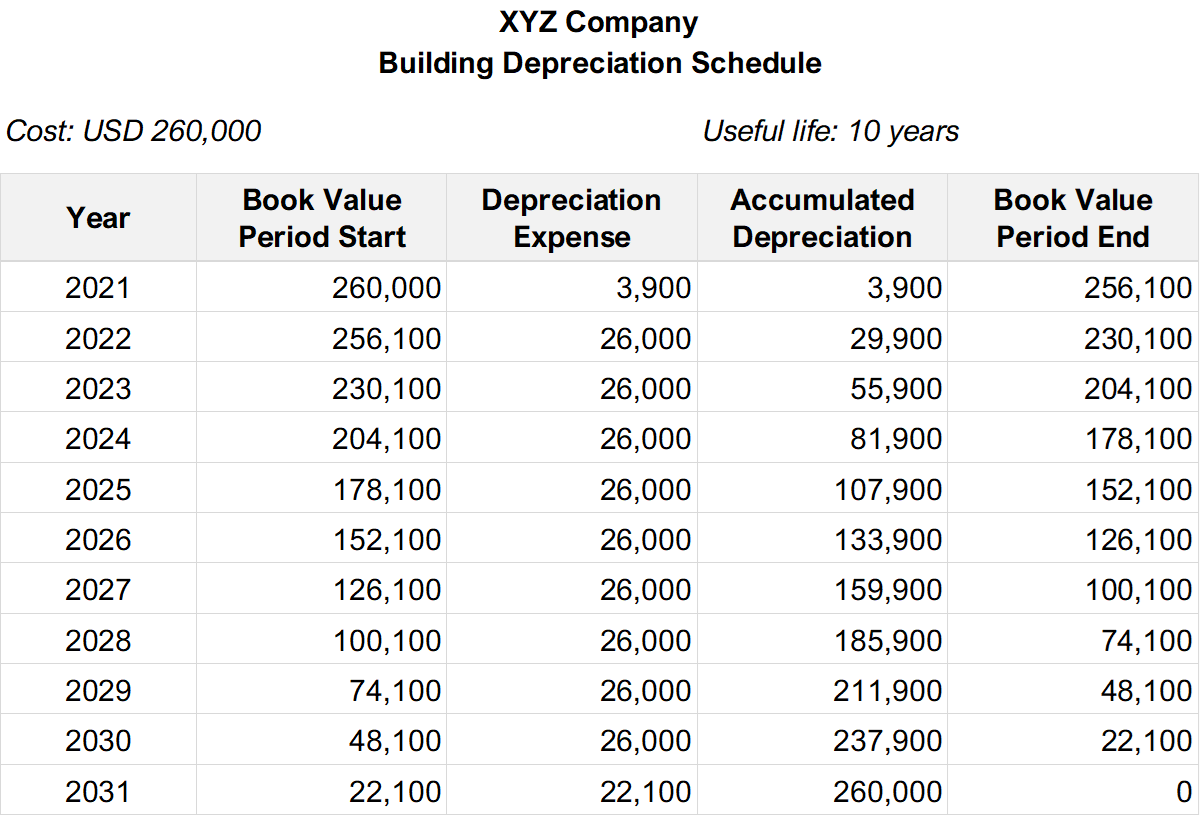 XYZ Company
Building Depreciation Schedule
Cost: USD 260,000 Useful life: 10 years
Year Book Value Period Start Depreciation Expense Accumulated Depreciation Book Value Period End
2021 260,000 3,900 3,900 256,100
2022 256,100 26,000 29,900 230,100
2023 230,100 26,000 55,900 204,100
2024 204,100 26,000 81,900 178,100
2025 178,100 26,000 107,900 152,100
2026 152,100 26,000 133,900 126,100
2027 126,100 26,000 159,900 100,100
2028 100,100 26,000 185,900 74,100
2029 74,100 26,000 211,900 48,100
2030 48,100 26,000 237,900 22,100
2031 22,100 22,100 260,000 0